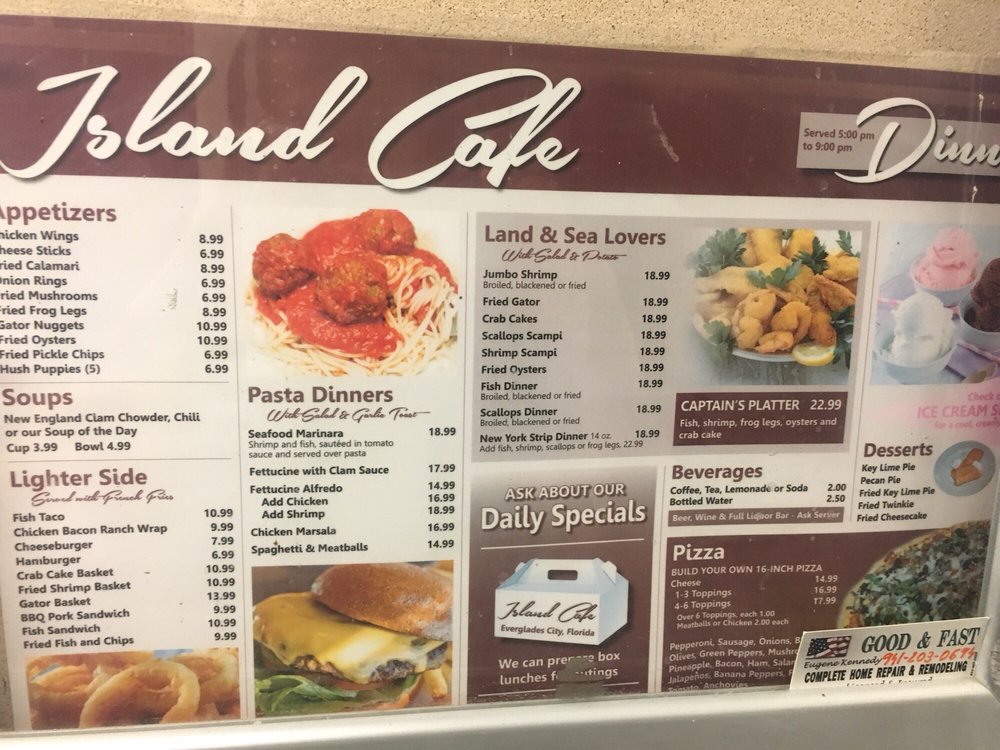 Island Cafe
Served 5:00 pm
to 9:00 pm
Appetizers
Chicken Wings 8.99
Cheese Sticks 6.99
Fried Calamari 8.99
Onion Rings 6.99
Fried Mushrooms 6.99
Fried Frog Legs 8.99
Gator Nuggets 10.99
Fried Oysters 10.99
Fried Pickle Chips 6.99
Hush Puppies (5) 6.99
Soups
New England Clam Chowder, Chili
or our Soup of the Day
Cup 3.99 Bowl 4.99
Lighter Side
Served with French Fries
Fish Taco 10.99
Chicken Bacon Ranch Wrap 9.99
Cheeseburger 7.99
Hamburger 6.99
Crab Cake Basket 10.99
Fried Shrimp Basket 10.99
Gator Basket 13.99
BBQ Pork Sandwich 9.99
Fish Sandwich 10.99
Fried Fish and Chips 9.99
Pasta Dinners
With Salad & Garlic Toast
Seafood Marinara 18.99
Shrimp and fish, sautéed in tomato
sauce and served over pasta
Fettucine with Clam Sauce 17.99
Fettucine Alfredo 14.99
Add Chicken 16.99
Add Shrimp 18.99
Chicken Marsala 16.99
Spaghetti & Meatballs 14.99
Land & Sea Lovers
With Salad & Potato
Jumbo Shrimp 18.99
Broiled, blackened or fried
Fried Gator 18.99
Crab Cakes 18.99
Scallops Scampi 18.99
Shrimp Scampi 18.99
Fried Oysters 18.99
Fish Dinner 18.99
Broiled, blackened or fried
Scallops Dinner 18.99
Broiled, blackened or fried
New York Strip Dinner 14 oz. 18.99
Add fish, shrimp, scallops or frog legs, 22.99
CAPTAIN'S PLATTER 22.99
Fish, shrimp, frog legs, oysters and
crab cake
ASK ABOUT OUR
Daily Specials
Island Cafe
Everglades City, Florida
We can prepare box
lunches for outings
Beverages
Coffee, Tea, Lemonade or Soda 2.00
Bottled Water 2.50
Beer, Wine & Full Liquor Bar - Ask Server
Pizza
BUILD YOUR OWN 16-INCH PIZZA
Cheese 14.99
1-3 Toppings 16.99
4-6 Toppings 17.99
Over 6 Toppings, each 1.00
Meatballs or Chicken 2.00 each
Pepperoni, Sausage, Onions,
Olives, Green Peppers,
Pineapple, Bacon, Ham,
Jalapeños, Banana Peppers,
Tomato, Anchovies
Check
ICE CREAM
for a cool,
Desserts
Key Lime Pie
Pecan Pie
Fried Key Lime Pie
Fried Twinkie
Fried Cheesecake
GOOD & FAST
Eugene Kennedy 941-203-0694
COMPLETE HOME REPAIR & REMODELING